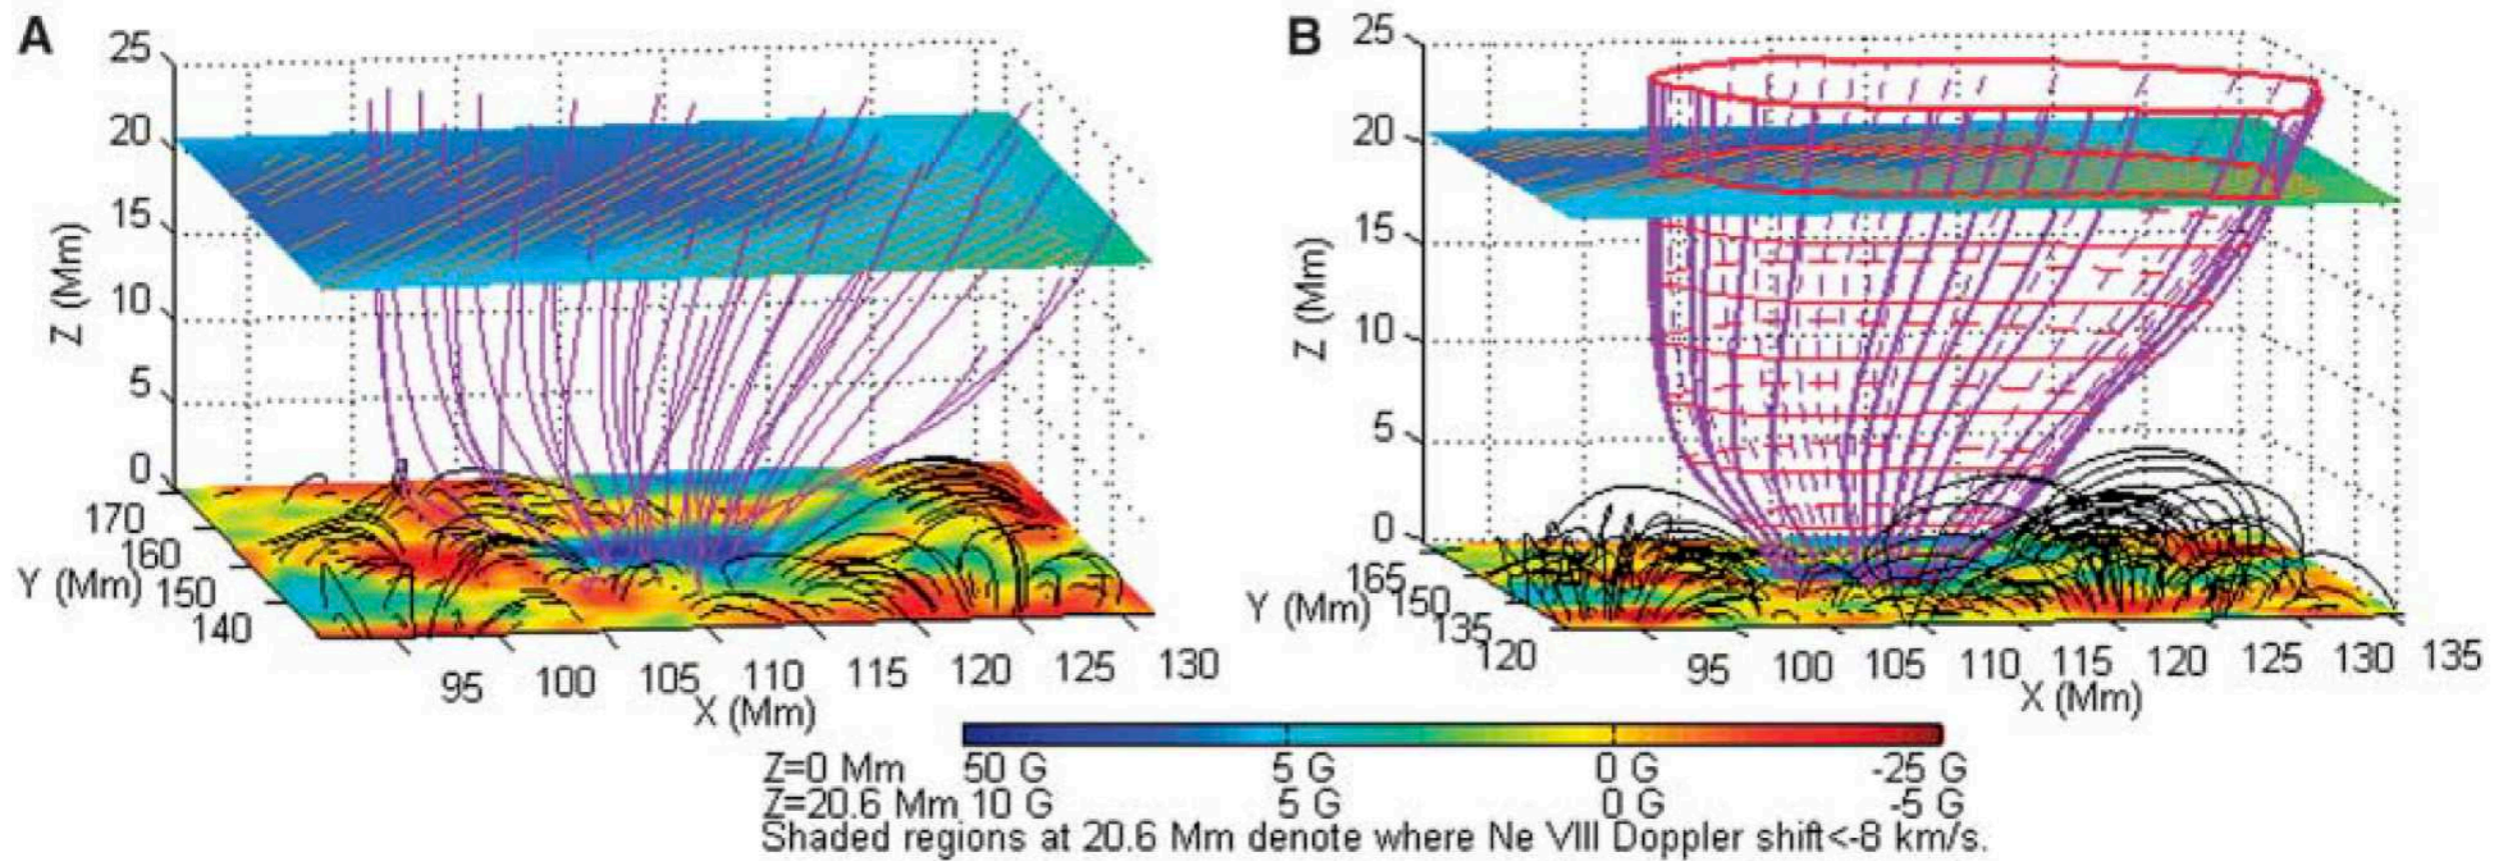 A
25
20
15
10
5
0
Z (Mm)
170
160
150
140
Y (Mm)
95 100 105 110 115 120 125 130
X (Mm)
B
25
20
15
10
5
0
Z (Mm)
165
150
135
120
Y (Mm)
95 100 105 110 115 120 125 130 135
X (Mm)
Z=0 Mm 50 G 5 G 0 G -25 G
Z=20.6 Mm 10 G 5 G 0 G -5 G
Shaded regions at 20.6 Mm denote where Ne VIII Doppler shift<-8 km/s.